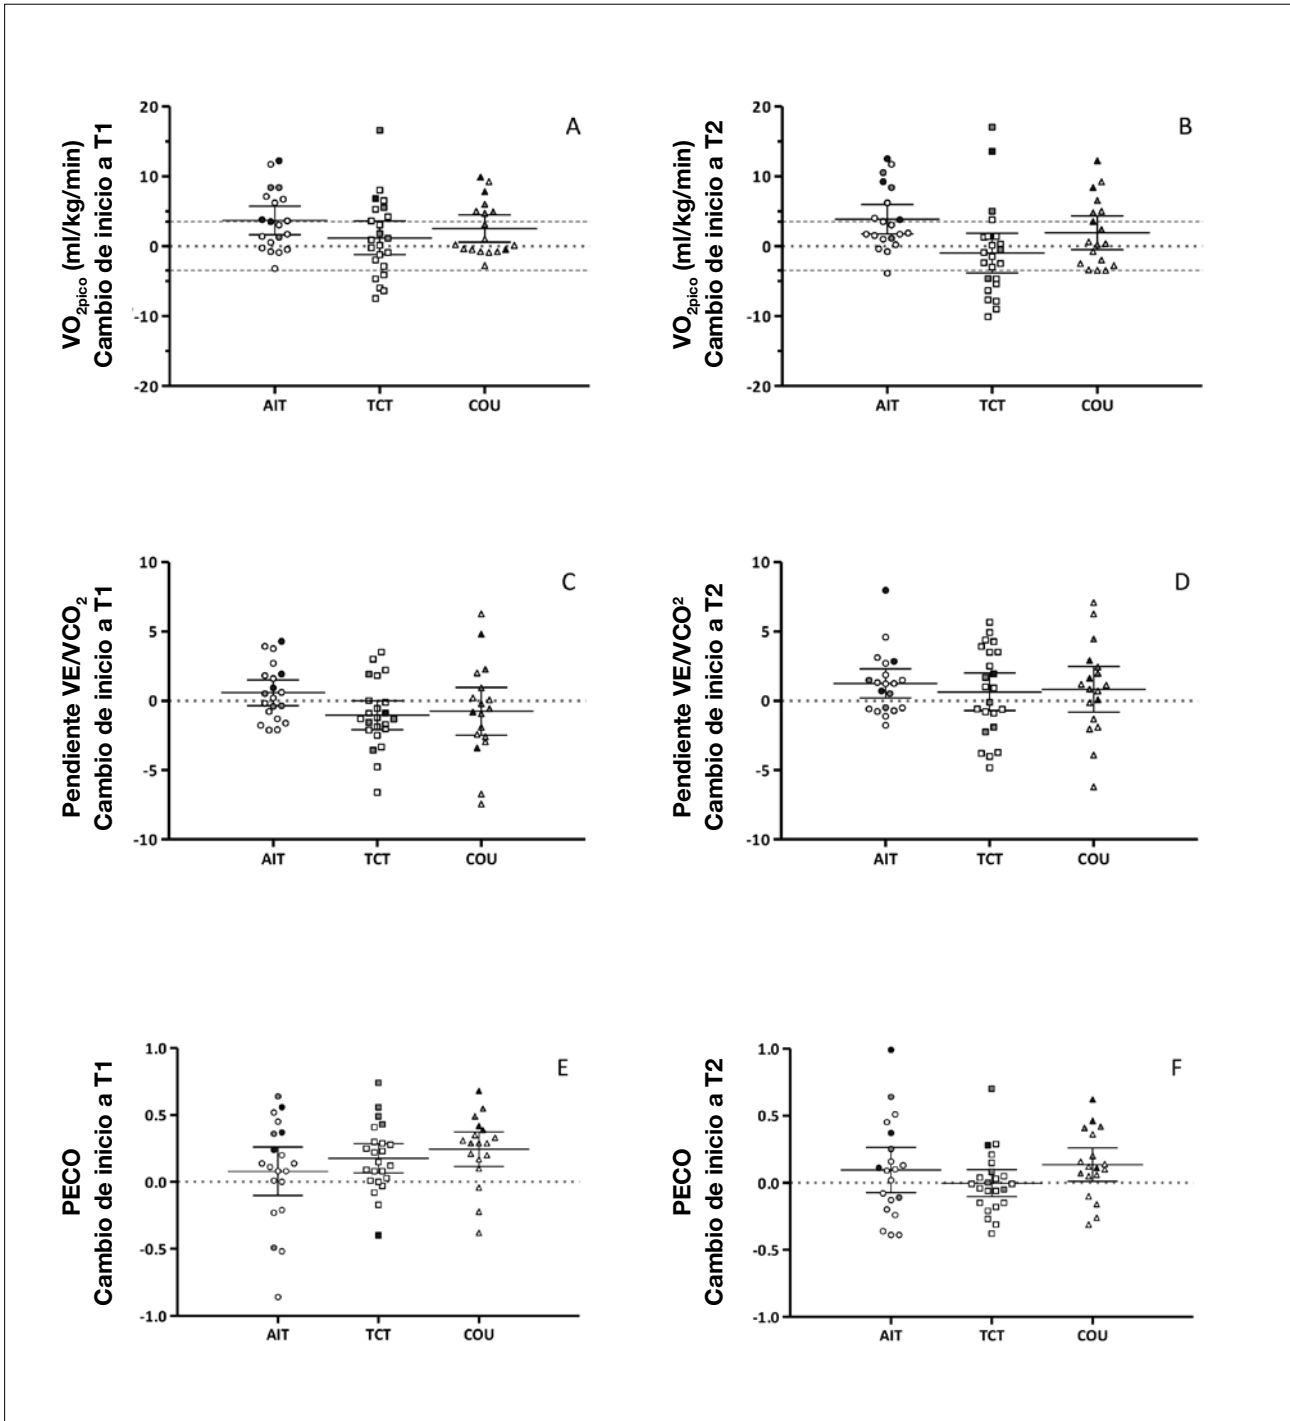 A
VO2pico (ml/kg/min)
Cambio de inicio a T1
20
10
0
-10
-20
AIT TCT COU
B
VO2pico (ml/kg/min)
Cambio de inicio a T2
20
10
0
-10
-20
AIT TCT COU
C
Pendiente VE/VCO2
Cambio de inicio a T1
10
5
0
-5
-10
AIT TCT COU
D
Pendiente VE/VCO²
Cambio de inicio a T2
10
5
0
-5
-10
AIT TCT COU
E
PECO
Cambio de inicio a T1
1.0
0.5
0.0
-0.5
-1.0
AIT TCT COU
F
PECO
Cambio de inicio a T2
1.0
0.5
0.0
-0.5
-1.0
AIT TCT COU